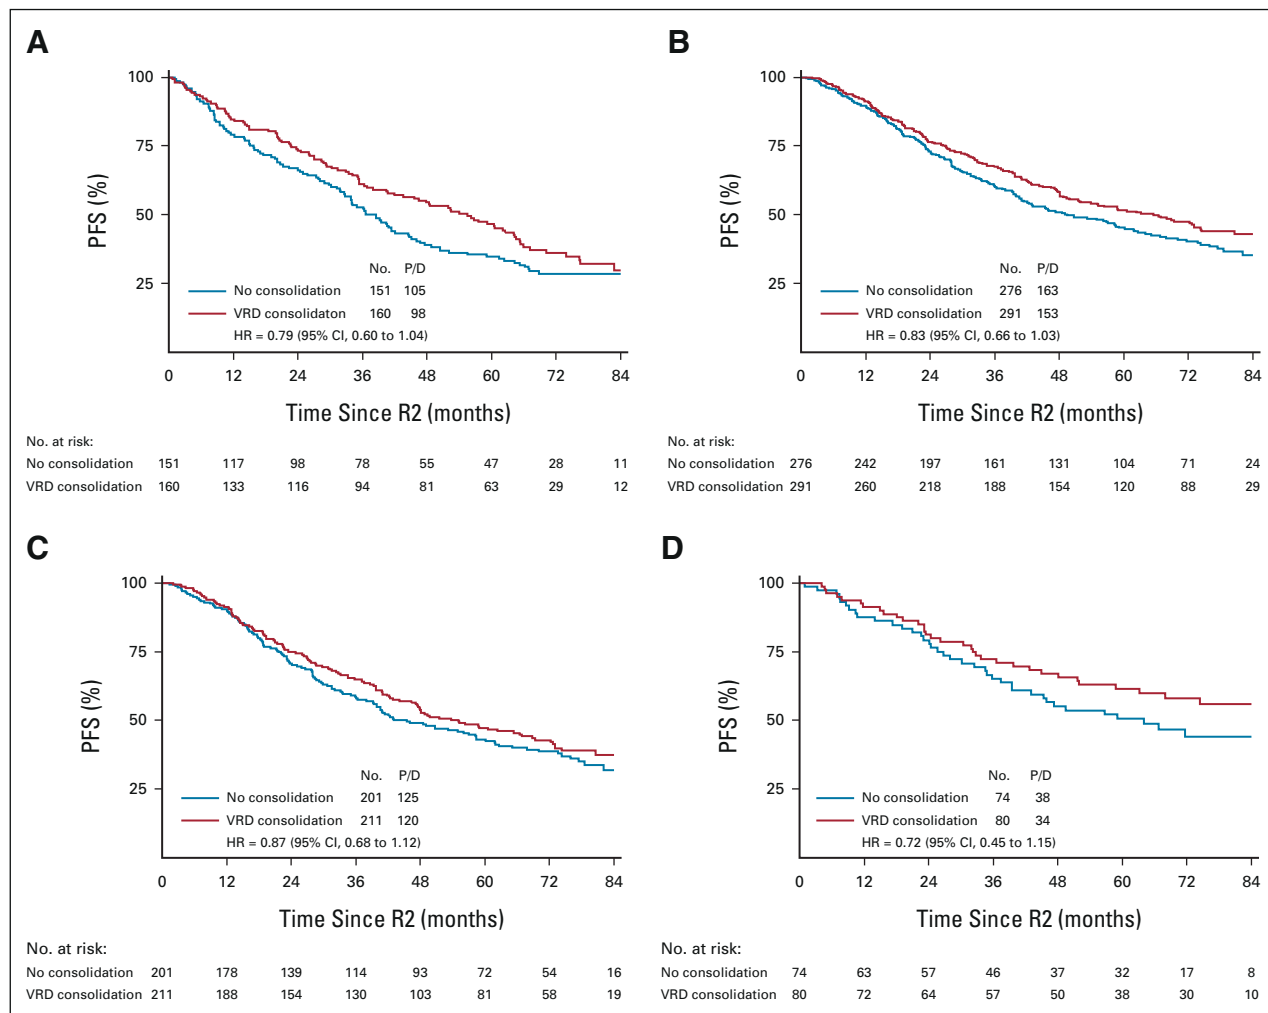 A
PFS (%)
100
75
50
25
No. P/D
No consolidation 151 105
VRD consolidaton 160 98
HR = 0.79 (95% CI, 0.60 to 1.04)
0 12 24 36 48 60 72 84
Time Since R2 (months)
No. at risk:
No consolidation 151 117 98 78 55 47 28 11
VRD consolidation 160 133 116 94 81 63 29 12
B
PFS (%)
100
75
50
25
No. P/D
No consolidation 276 163
VRD consolidation 291 153
HR = 0.83 (95% CI, 0.66 to 1.03)
0 12 24 36 48 60 72 84
Time Since R2 (months)
No. at risk:
No consolidation 276 242 197 161 131 104 71 24
VRD consolidation 291 260 218 188 154 120 88 29
C
PFS (%)
100
75
50
25
No. P/D
No consolidation 201 125
VRD consolidation 211 120
HR = 0.87 (95% CI, 0.68 to 1.12)
0 12 24 36 48 60 72 84
Time Since R2 (months)
No. at risk:
No consolidation 201 178 139 114 93 72 54 16
VRD consolidation 211 188 154 130 103 81 58 19
D
PFS (%)
100
75
50
25
No. P/D
No consolidation 74 38
VRD consolidation 80 34
HR = 0.72 (95% CI, 0.45 to 1.15)
0 12 24 36 48 60 72 84
Time Since R2 (months)
No. at risk:
No consolidation 74 63 57 46 37 32 17 8
VRD consolidation 80 72 64 57 50 38 30 10